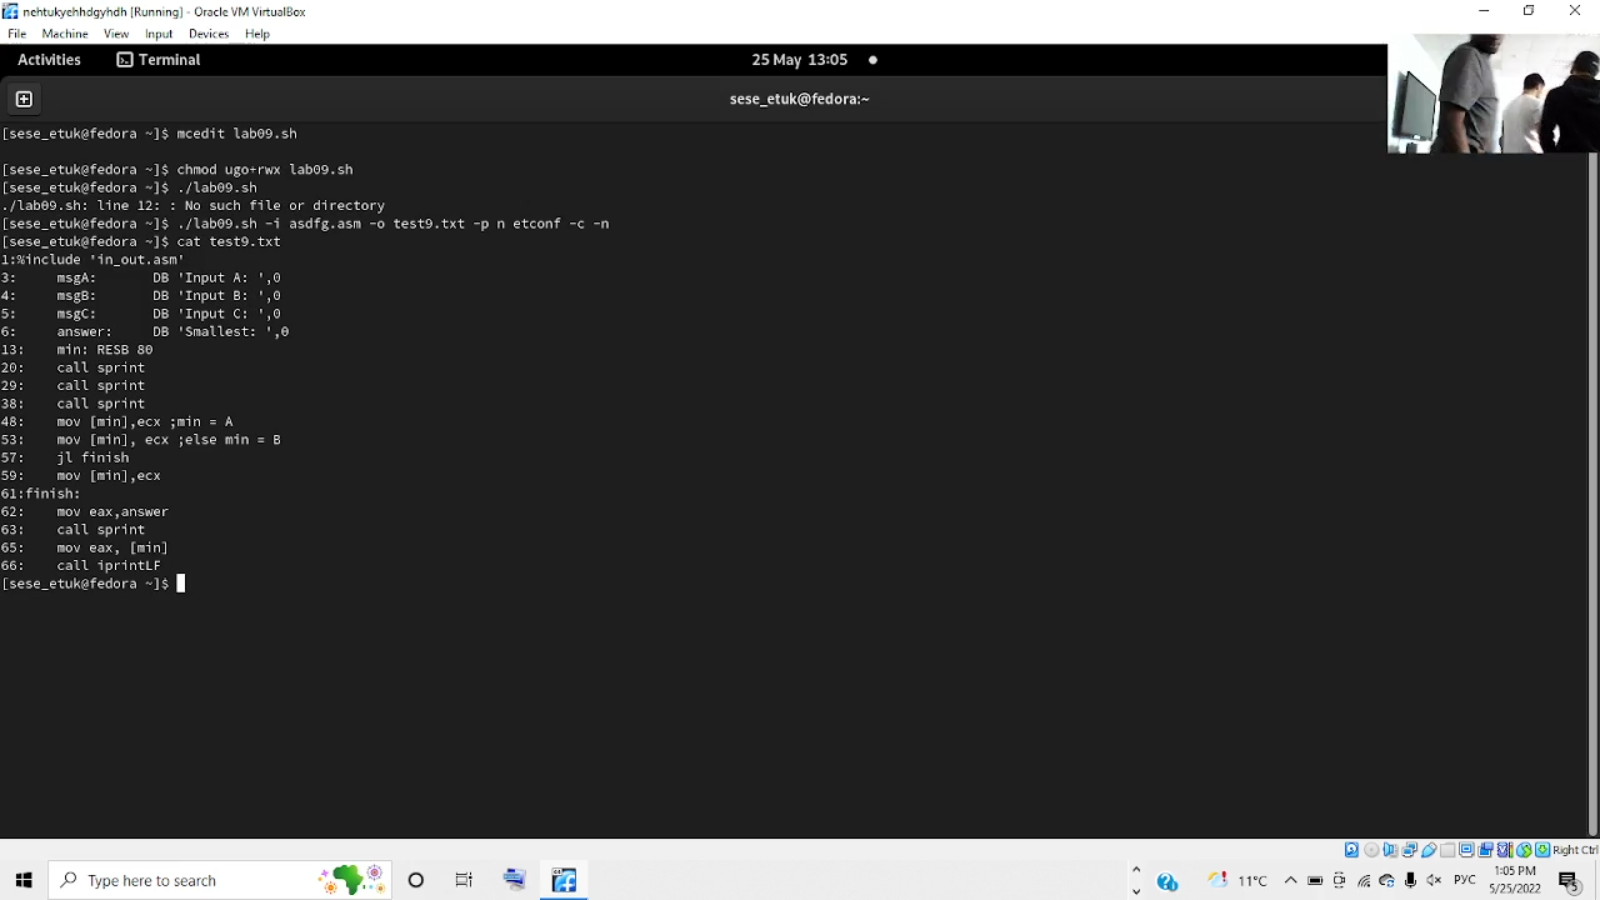 nehtukyehhdgyhdh [Running] - Oracle VM VirtualBox
File Machine View Input Devices Help
Activities Terminal 25 May 13:05
sese_etuk@fedora:~
[sese_etuk@fedora ~]$ mcedit lab09.sh
[sese_etuk@fedora ~]$ chmod ugo+rwx lab09.sh
[sese_etuk@fedora ~]$ ./lab09.sh
./lab09.sh: line 12: : No such file or directory
[sese_etuk@fedora ~]$ ./lab09.sh -i asdfg.asm -o test9.txt -p n etconf -c -n
[sese_etuk@fedora ~]$ cat test9.txt
1:%include 'in_out.asm'
3:    msgA:       DB 'Input A: ',0
4:    msgB:       DB 'Input B: ',0
5:    msgC:       DB 'Input C: ',0
6:    answer:     DB 'Smallest: ',0
13:    min: RESB 80
20:    call sprint
29:    call sprint
38:    call sprint
48:    mov [min],ecx ;min = A
53:    mov [min], ecx ;else min = B
57:    jl finish
59:    mov [min],ecx
61:finish:
62:    mov eax,answer
63:    call sprint
65:    mov eax, [min]
66:    call iprintLF
[sese_etuk@fedora ~]$
Right Ctrl
Type here to search
11°C
РУС
1:05 PM
5/25/2022
5